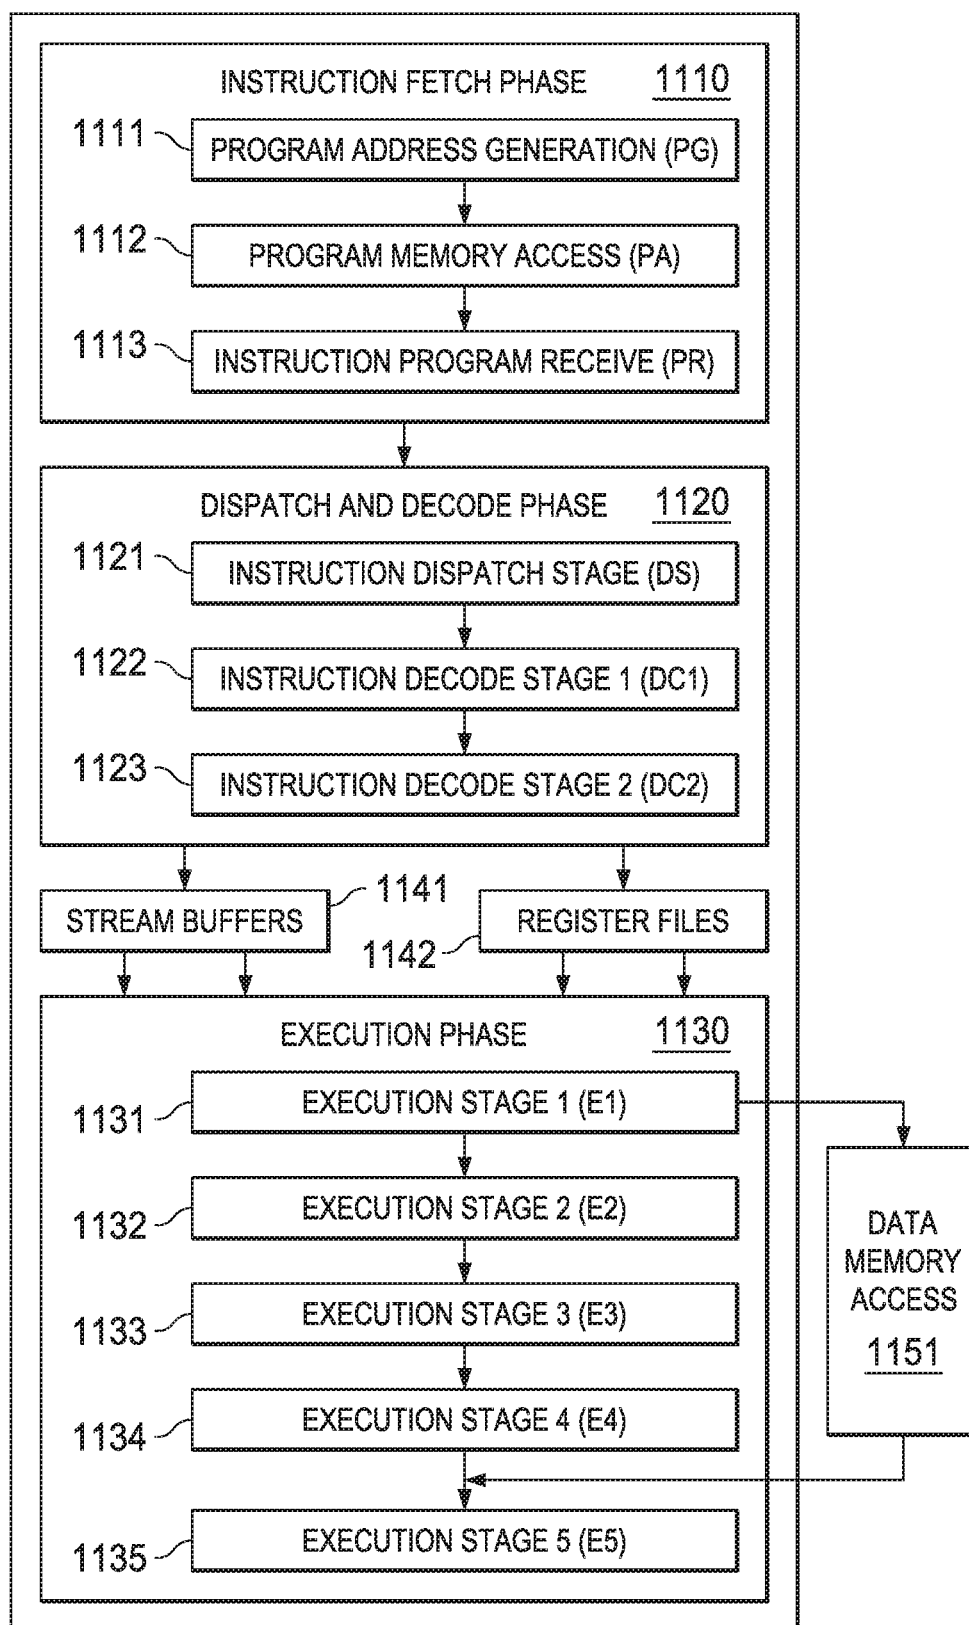 INSTRUCTION FETCH PHASE 1110
1111 PROGRAM ADDRESS GENERATION (PG)
1112 PROGRAM MEMORY ACCESS (PA)
1113 INSTRUCTION PROGRAM RECEIVE (PR)
DISPATCH AND DECODE PHASE 1120
1121 INSTRUCTION DISPATCH STAGE (DS)
1122 INSTRUCTION DECODE STAGE 1 (DC1)
1123 INSTRUCTION DECODE STAGE 2 (DC2)
STREAM BUFFERS 1141
1142 REGISTER FILES
EXECUTION PHASE 1130
1131 EXECUTION STAGE 1 (E1)
1132 EXECUTION STAGE 2 (E2)
1133 EXECUTION STAGE 3 (E3)
1134 EXECUTION STAGE 4 (E4)
1135 EXECUTION STAGE 5 (E5)
DATA
MEMORY
ACCESS
1151